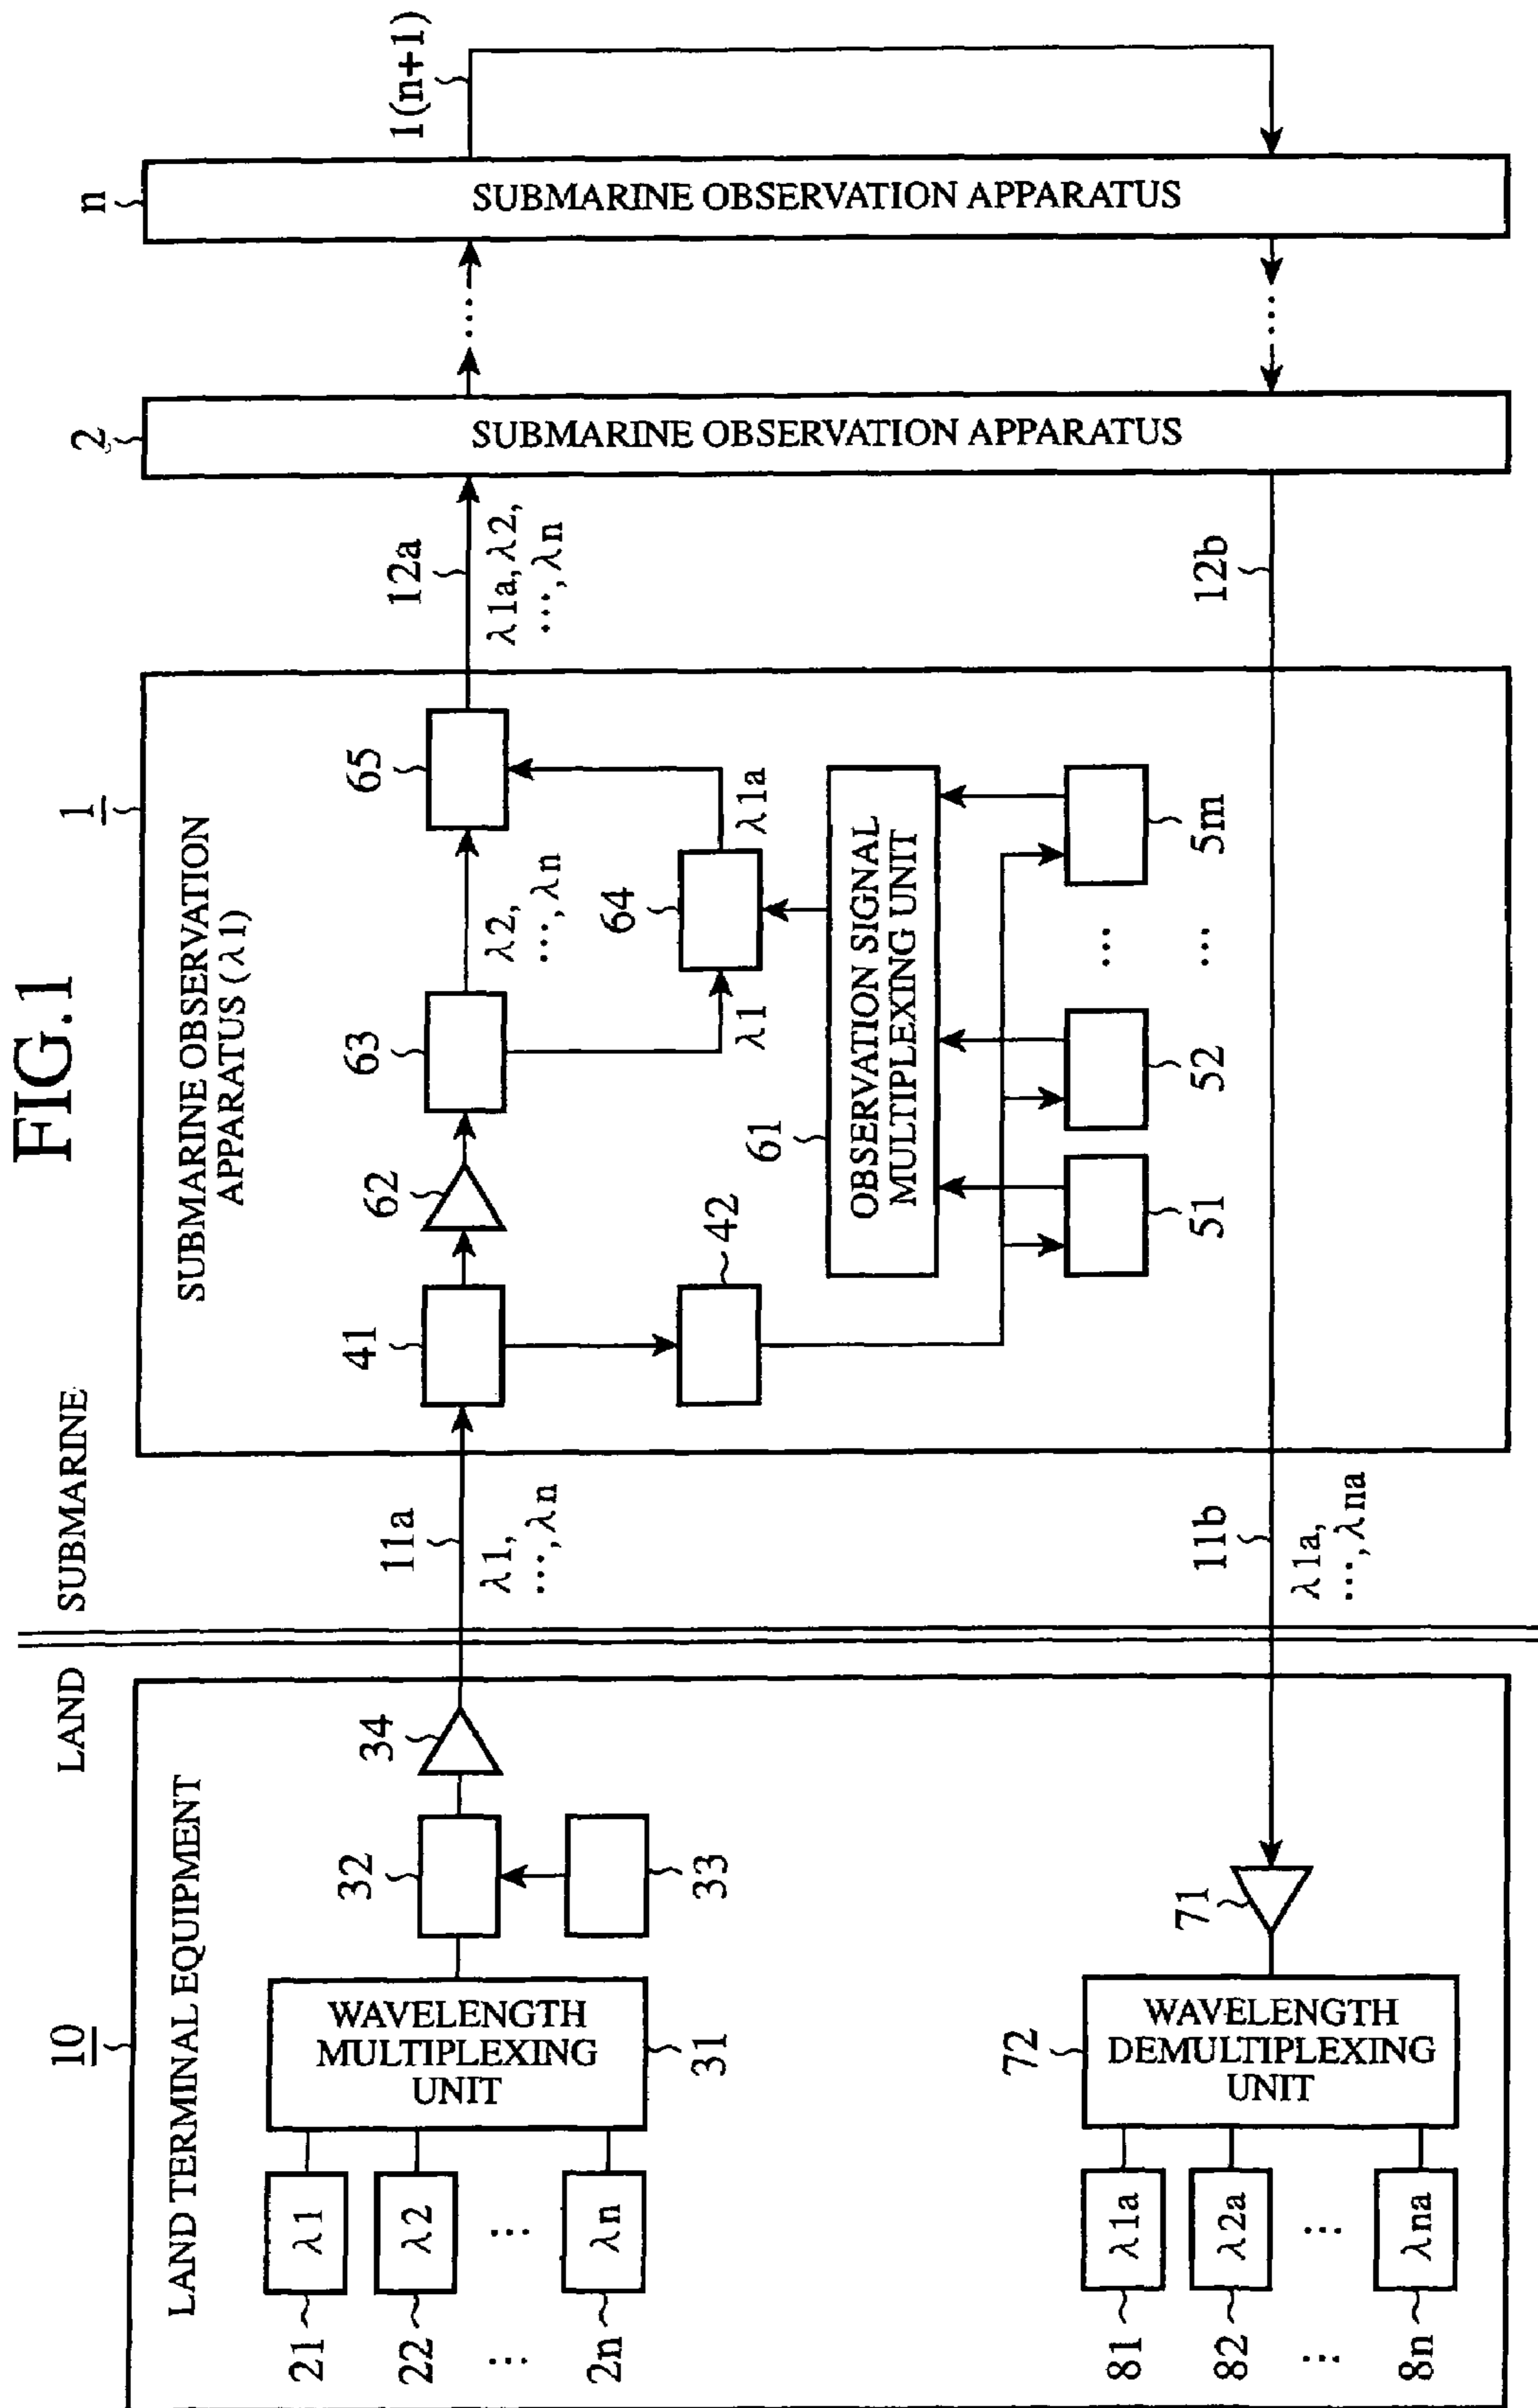 FIG.1
LAND
SUBMARINE
10
LAND TERMINAL EQUIPMENT
21
λ1
22
λ2
⋮
⋮
2n
λn
WAVELENGTH
MULTIPLEXING
UNIT
31
32
33
34
11a
λ1,
…, λn
1
SUBMARINE OBSERVATION
APPARATUS (λ1)
41
42
62
63
λ2,
…, λn
λ1
64
λ1a
65
61
OBSERVATION SIGNAL
MULTIPLEXING UNIT
51
52
…
…
5m
12a
λ1a, λ2,
…, λn
2
SUBMARINE OBSERVATION APPARATUS
…
…
n
SUBMARINE OBSERVATION APPARATUS
1(n+1)
12b
11b
λ1a,
…, λna
71
72
WAVELENGTH
DEMULTIPLEXING
UNIT
81
λ1a
82
λ2a
⋮
⋮
8n
λna